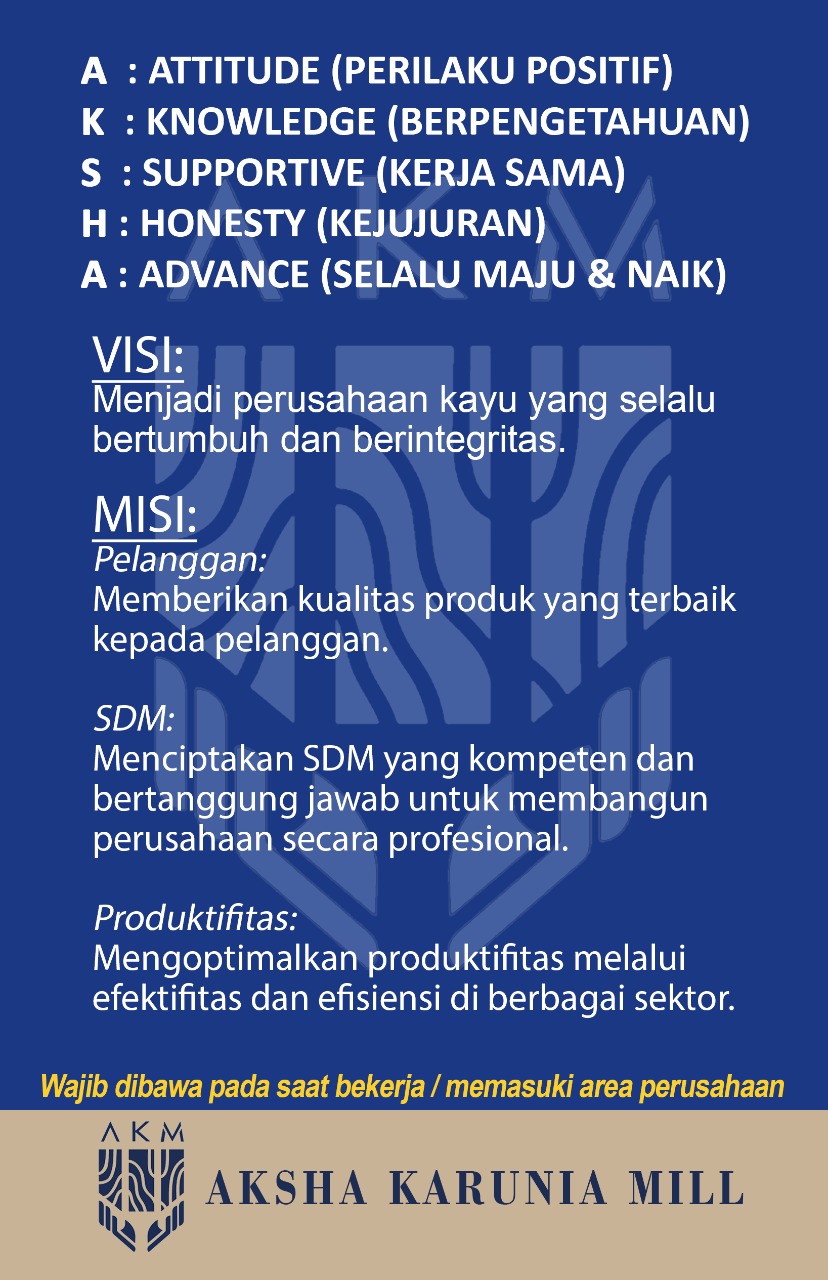 A : ATTITUDE (PERILAKU POSITIF)
K : KNOWLEDGE (BERPENGETAHUAN)
S : SUPPORTIVE (KERJA SAMA)
H : HONESTY (KEJUJURAN)
A : ADVANCE (SELALU MAJU & NAIK)
AKM
VISI:
Menjadi perusahaan kayu yang selalu
bertumbuh dan berintegritas.
MISI:
Pelanggan:
Memberikan kualitas produk yang terbaik
kepada pelanggan.
SDM:
Menciptakan SDM yang kompeten dan
bertanggung jawab untuk membangun
perusahaan secara profesional.
Produktifitas:
Mengoptimalkan produktifitas melalui
efektifitas dan efisiensi di berbagai sektor.
Wajib dibawa pada saat bekerja / memasuki area perusahaan
AKM
AKSHA KARUNIA MILL